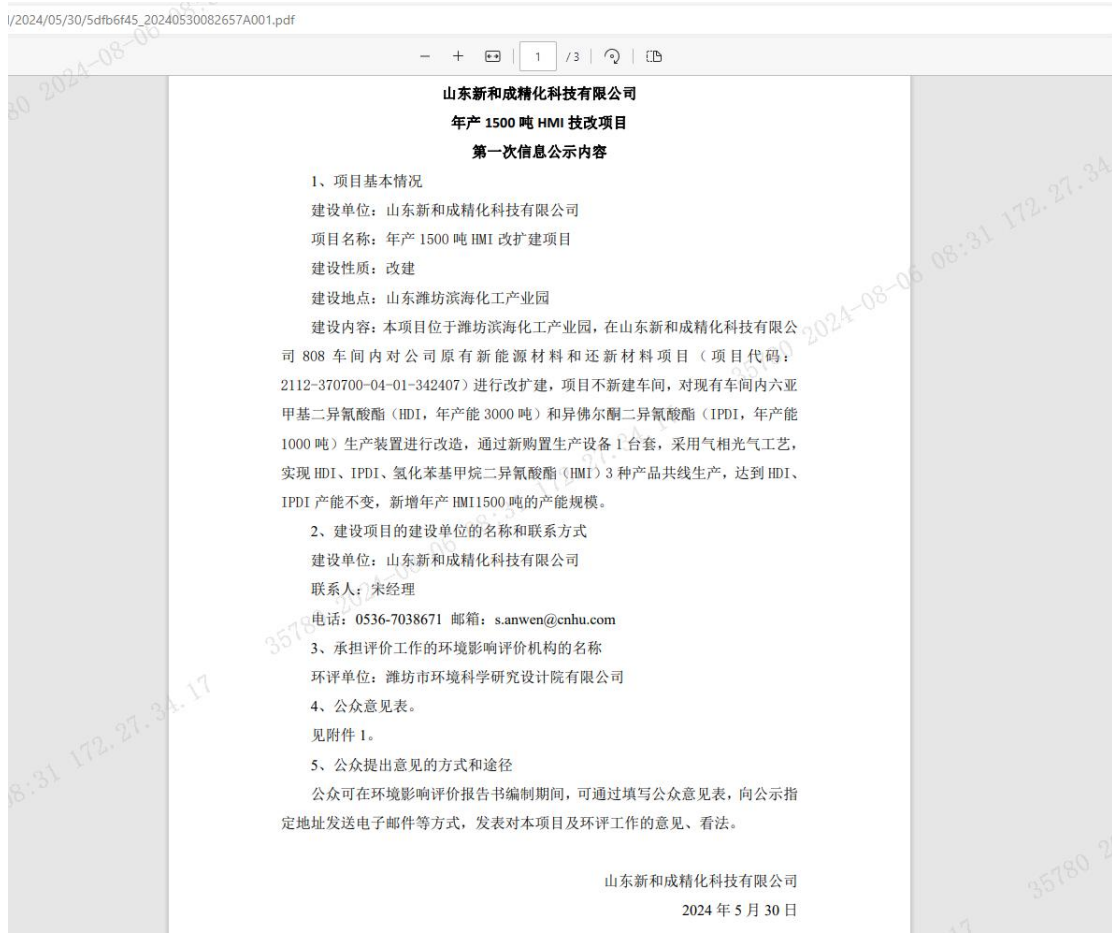 /2024/05/30/5dfb6f45_20240530082657A001.pdf
1 / 3
山东新和成精化科技有限公司
年产 1500 吨 HMI 技改项目
第一次信息公示内容
1、项目基本情况
建设单位：山东新和成精化科技有限公司
项目名称：年产 1500 吨 HMI 改扩建项目
建设性质：改建
建设地点：山东潍坊滨海化工产业园
建设内容：本项目位于潍坊滨海化工产业园，在山东新和成精化科技有限公
司 808 车间内对公司原有新能源材料和还新材料项目（项目代码：
2112-370700-04-01-342407）进行改扩建，项目不新建车间，对现有车间内六亚
甲基二异氰酸酯（HDI，年产能 3000 吨）和异佛尔酮二异氰酸酯（IPDI，年产能
1000 吨）生产装置进行改造，通过新购置生产设备 1 台套，采用气相光气工艺，
实现 HDI、IPDI、氢化苯基甲烷二异氰酸酯（HMI）3 种产品共线生产，达到 HDI、
IPDI 产能不变，新增年产 HMI1500 吨的产能规模。
2、建设项目的建设单位的名称和联系方式
建设单位：山东新和成精化科技有限公司
联系人：宋经理
电话：0536-7038671 邮箱：s.anwen@cnhu.com
3、承担评价工作的环境影响评价机构的名称
环评单位：潍坊市环境科学研究设计院有限公司
4、公众意见表。
见附件 1。
5、公众提出意见的方式和途径
公众可在环境影响评价报告书编制期间，可通过填写公众意见表，向公示指
定地址发送电子邮件等方式，发表对本项目及环评工作的意见、看法。
山东新和成精化科技有限公司
2024 年 5 月 30 日
35780 2024-08-06 08:31 172.27.34.17